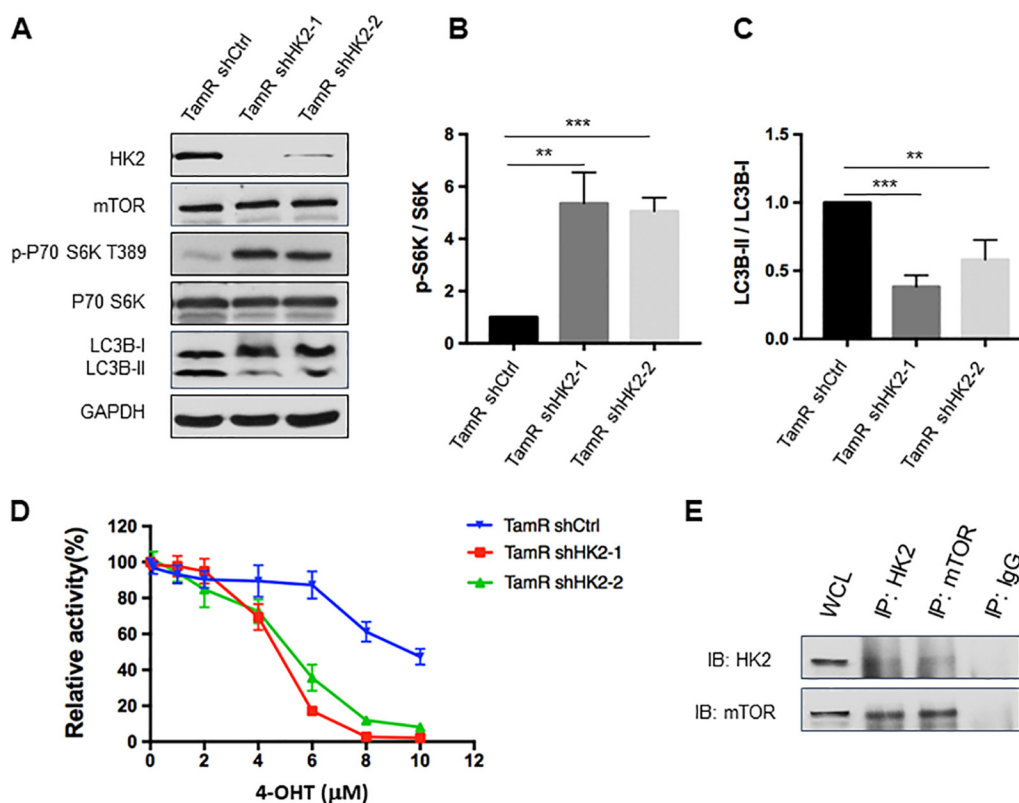 A
TamR shCtrl
TamR shHK2-1
TamR shHK2-2
HK2
mTOR
p-P70 S6K T389
P70 S6K
LC3B-I
LC3B-II
GAPDH
B
p-S6K / S6K
8
6
4
2
0
***
**
TamR shCtrl
TamR shHK2-1
TamR shHK2-2
C
LC3B-II / LC3B-I
1.5
1.0
0.5
0.0
**
***
TamR shCtrl
TamR shHK2-1
TamR shHK2-2
D
Relative activity(%)
120
100
80
60
40
20
0
0 2 4 6 8 10 12
4-OHT (μM)
TamR shCtrl
TamR shHK2-1
TamR shHK2-2
E
WCL
IP: HK2
IP: mTOR
IP: IgG
IB: HK2
IB: mTOR